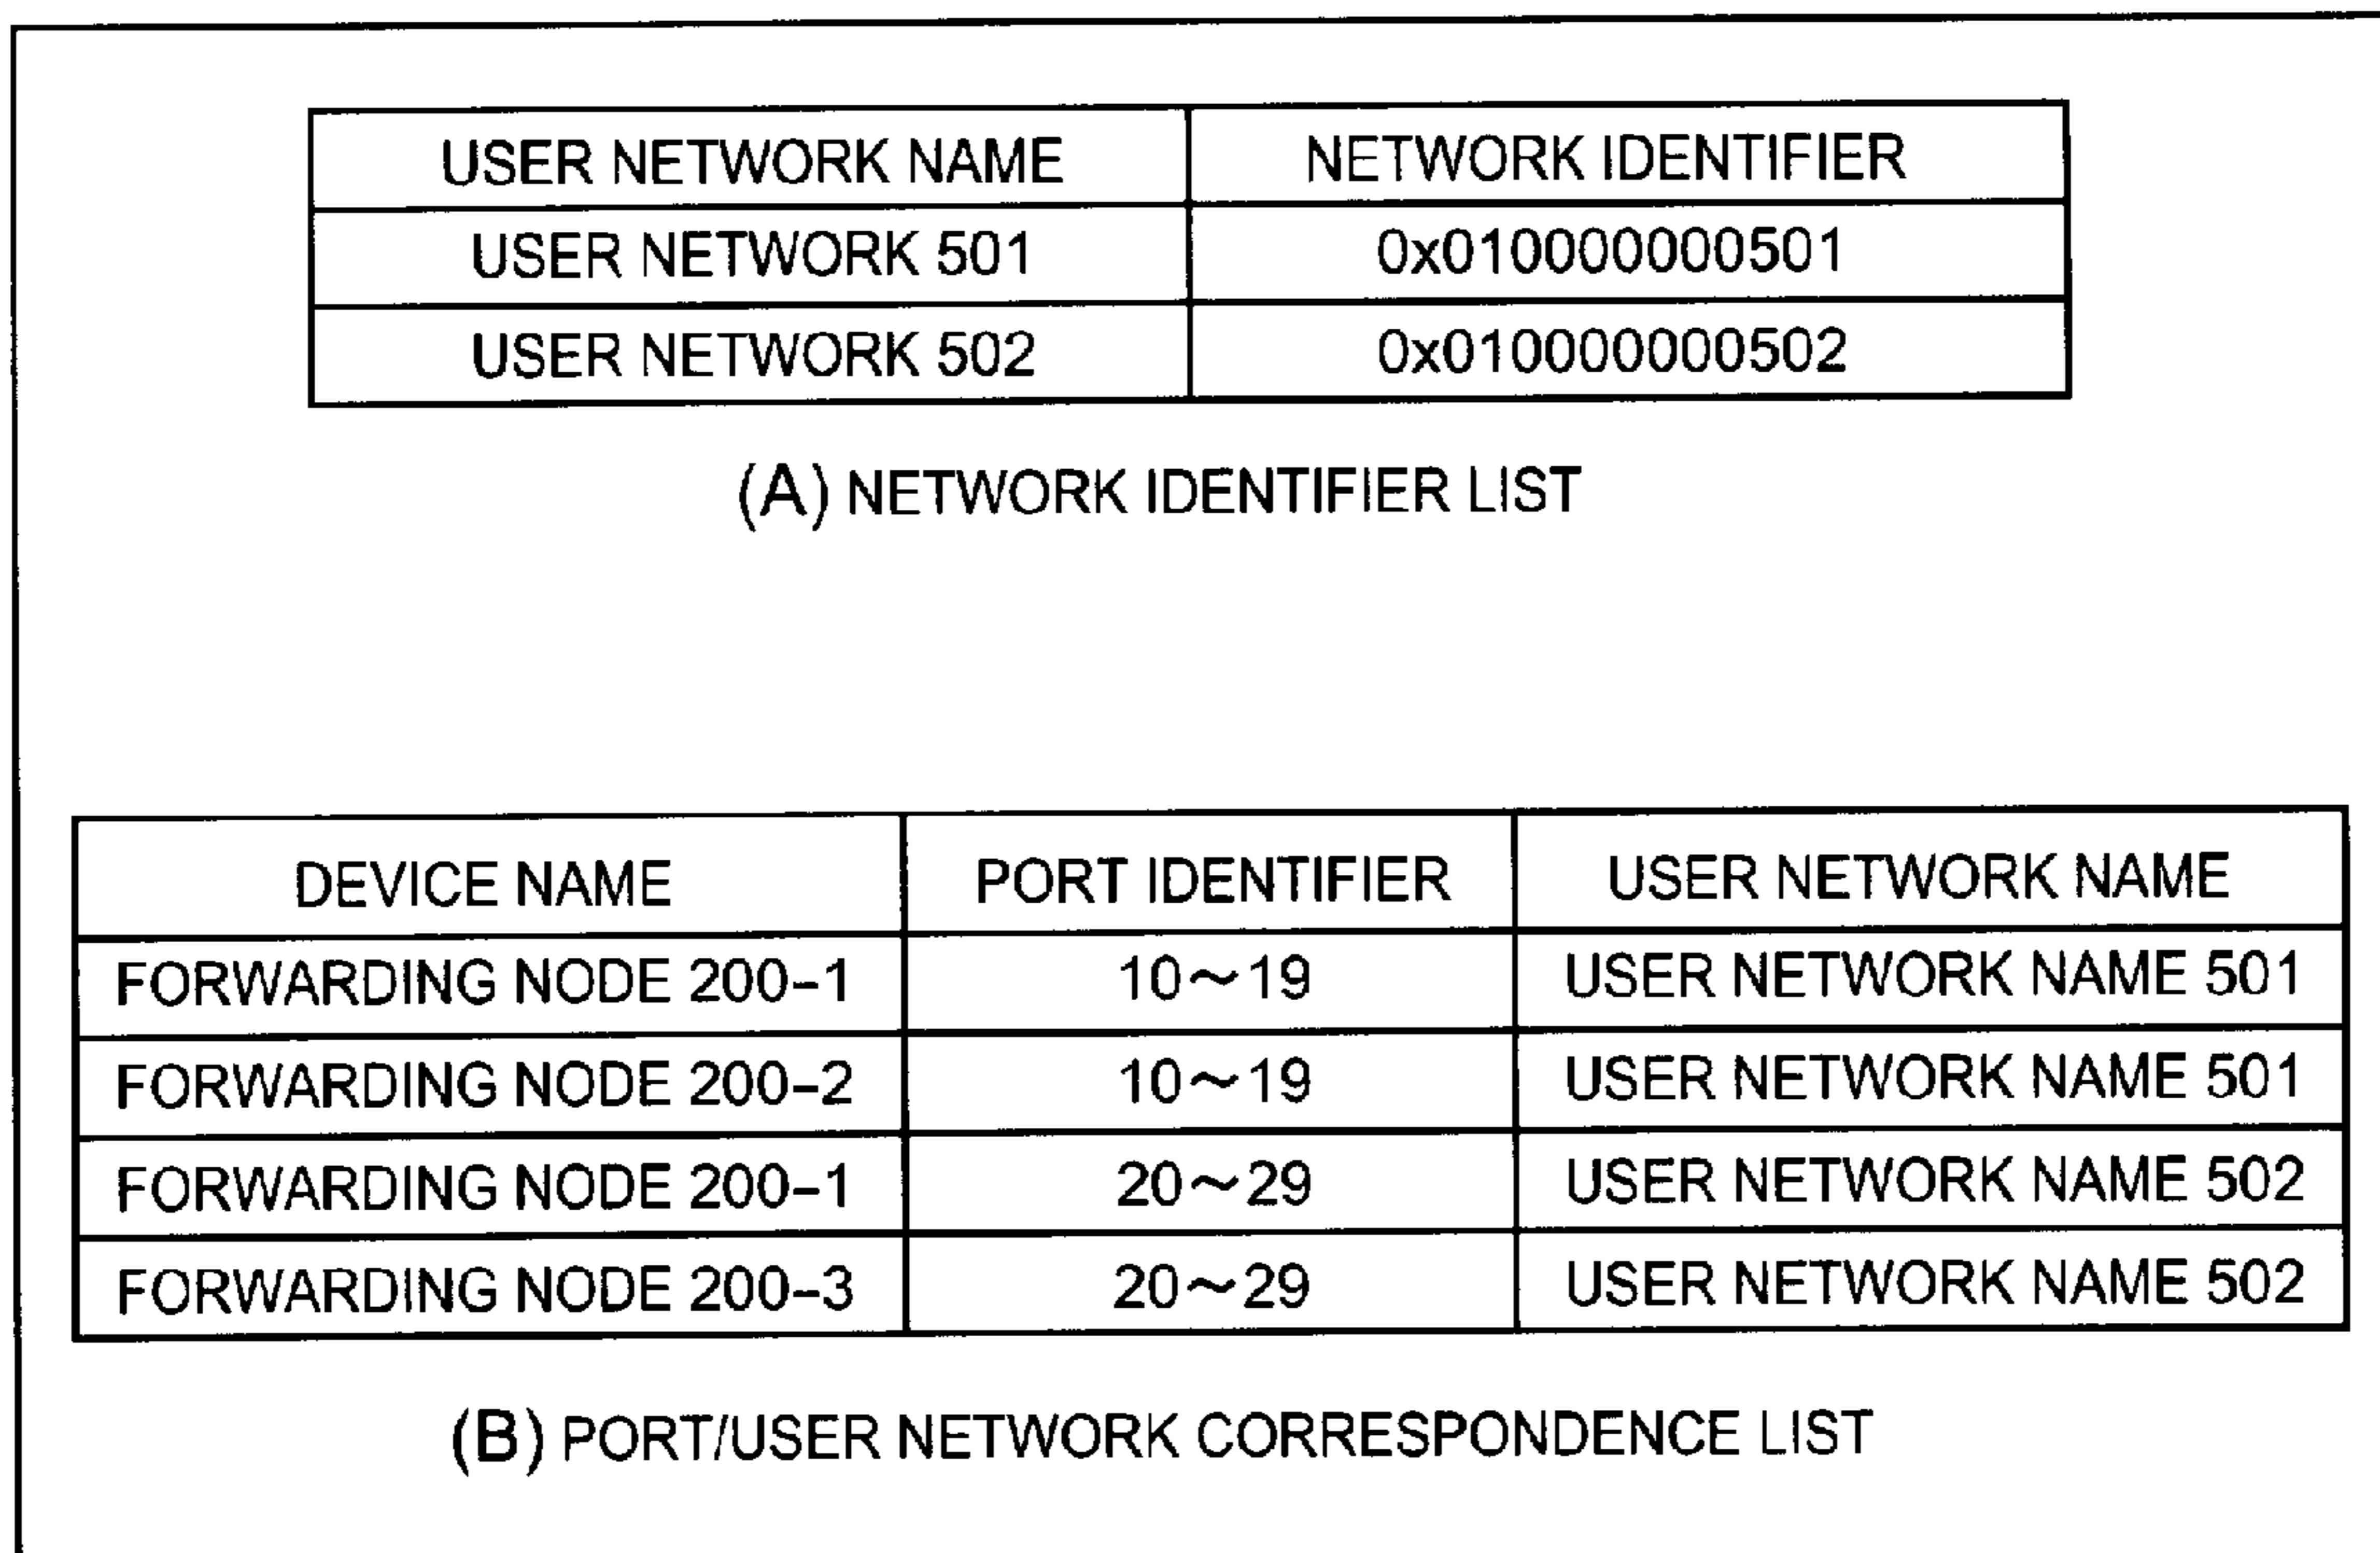 USER NETWORK NAME NETWORK IDENTIFIER
USER NETWORK 501 0x010000000501
USER NETWORK 502 0x010000000502
(A) NETWORK IDENTIFIER LIST
DEVICE NAME PORT IDENTIFIER USER NETWORK NAME
FORWARDING NODE 200-1 10~19 USER NETWORK NAME 501
FORWARDING NODE 200-2 10~19 USER NETWORK NAME 501
FORWARDING NODE 200-1 20~29 USER NETWORK NAME 502
FORWARDING NODE 200-3 20~29 USER NETWORK NAME 502
(B) PORT/USER NETWORK CORRESPONDENCE LIST